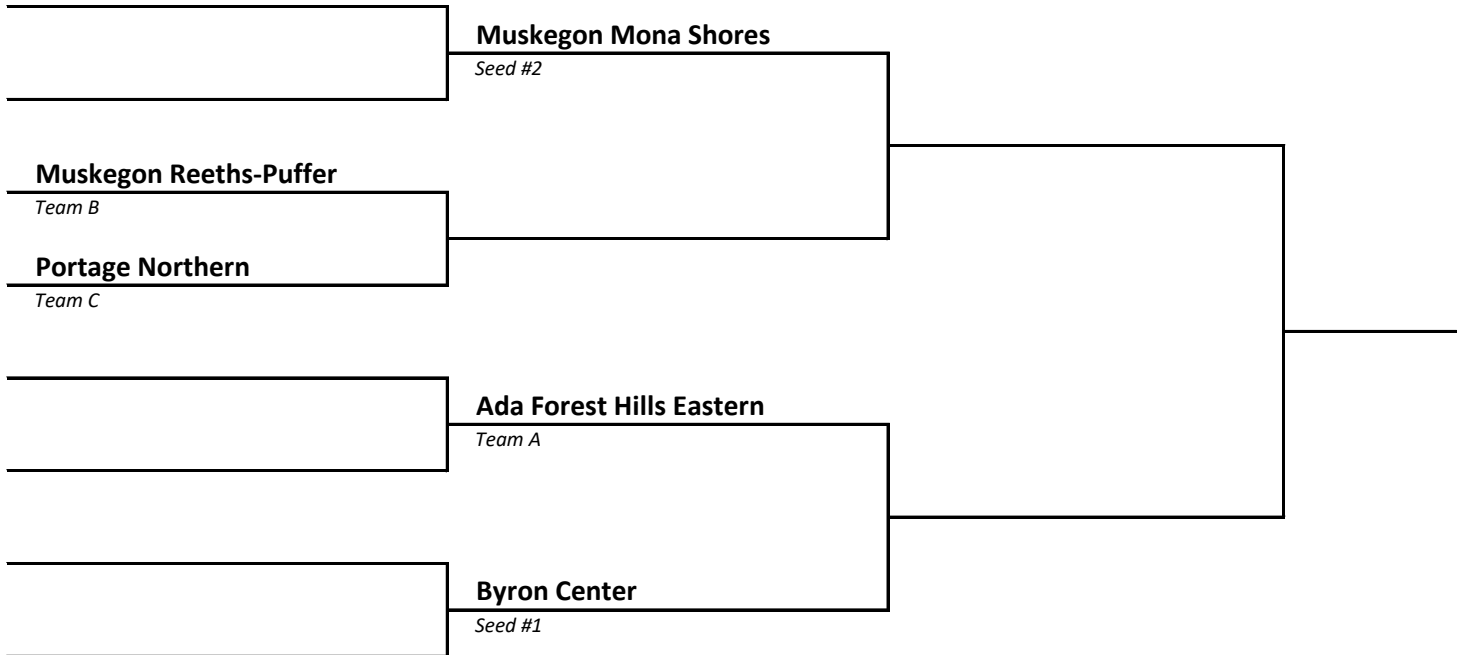 Muskegon Mona Shores
Seed #2
Muskegon Reeths-Puffer
Team B
Portage Northern
Team C
Ada Forest Hills Eastern
Team A
Byron Center
Seed #1